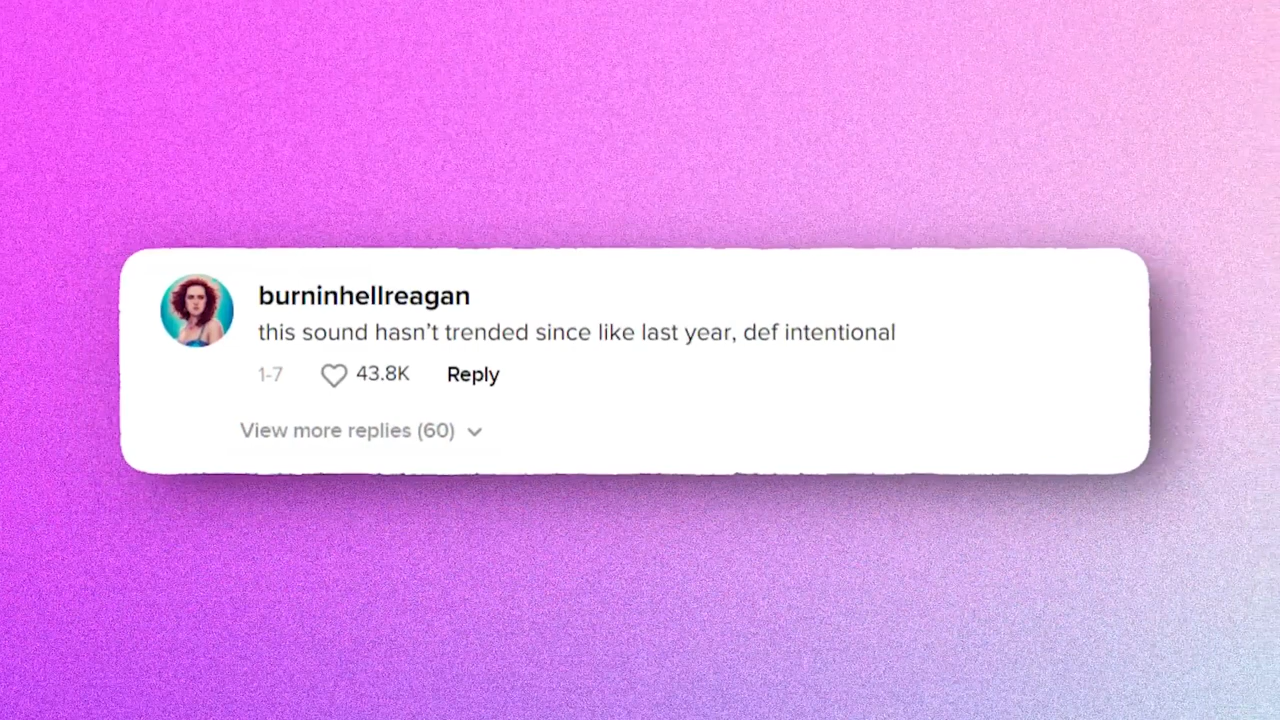 burninhellreagan
this sound hasn’t trended since like last year, def intentional
1-7 43.8K Reply
View more replies (60)